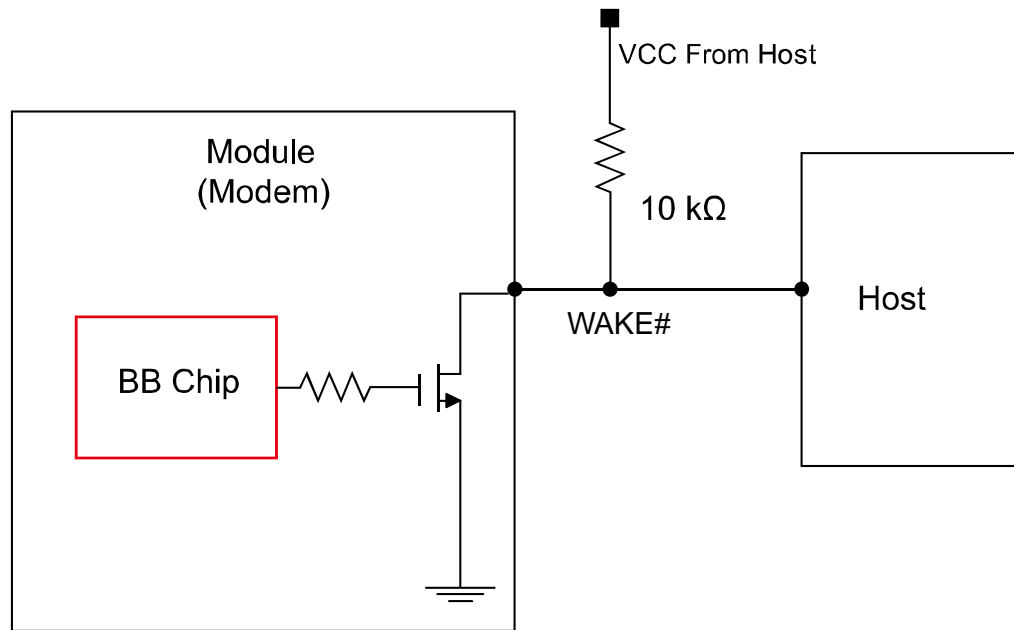 VCC From Host
Module
(Modem)
10 kΩ
Host
WAKE#
BB Chip